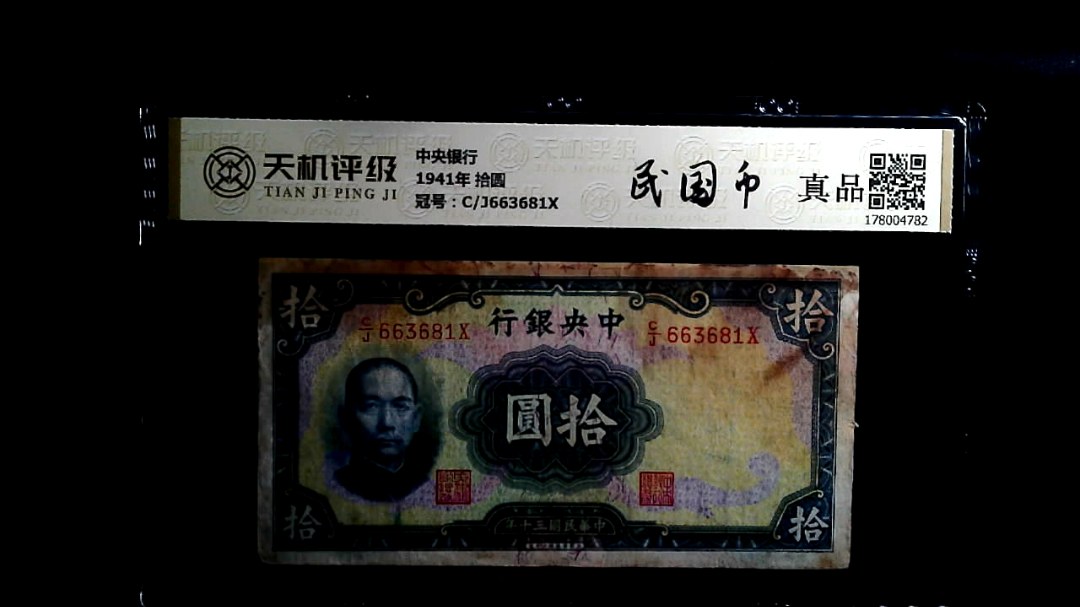 天机评级
TIAN JI PING JI
中央银行
1941年 拾圆
冠号：C/J663681X
民国币
真品
178004782
拾
拾
行銀央中
C/J 663681X
C/J 663681X
圓拾
拾
拾
年十三國民華中